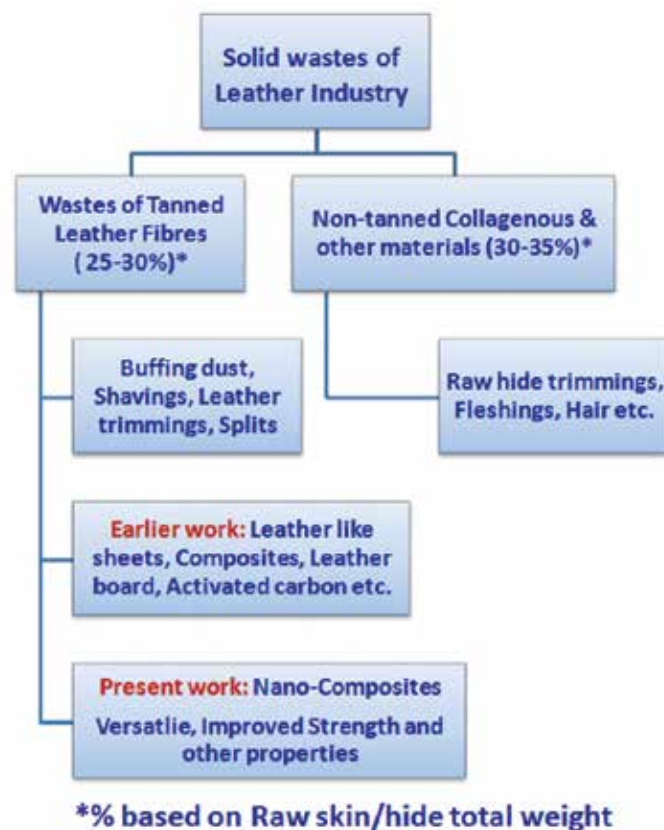 Solid wastes of
Leather Industry
Wastes of Tanned
Leather Fibres
( 25-30%)*
Non-tanned Collagenous &
other materials (30-35%)*
Buffing dust,
Shavings, Leather
trimmings, Splits
Raw hide trimmings,
Fleshings, Hair etc.
Earlier work: Leather like
sheets, Composites, Leather
board, Activated carbon etc.
Present work: Nano-Composites
Versatlie, Improved Strength and
other properties
*% based on Raw skin/hide total weight